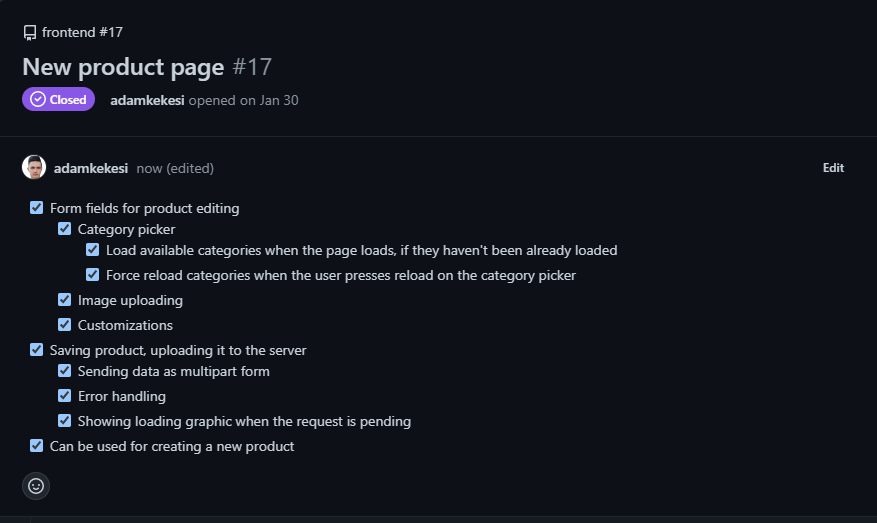 frontend #17
New product page #17
Closed adamkekesi opened on Jan 30
adamkekesi now (edited) Edit
Form fields for product editing
Category picker
Load available categories when the page loads, if they haven't been already loaded
Force reload categories when the user presses reload on the category picker
Image uploading
Customizations
Saving product, uploading it to the server
Sending data as multipart form
Error handling
Showing loading graphic when the request is pending
Can be used for creating a new product